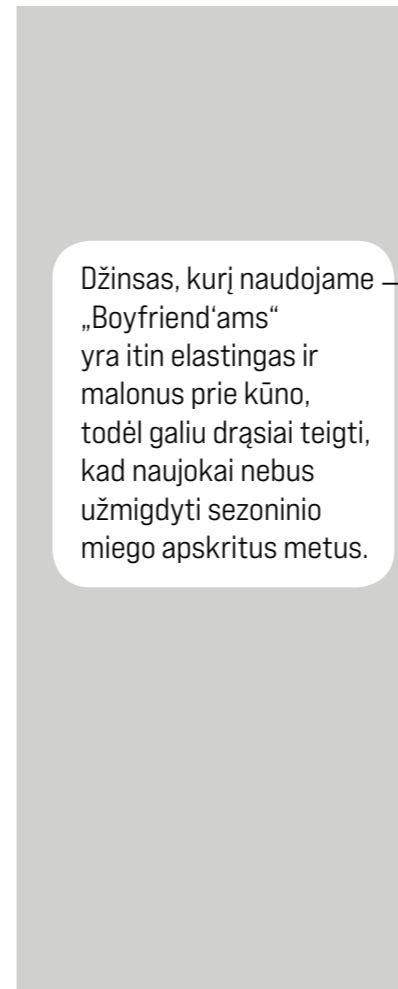 Džinsas, kurį naudojame –
„Boyfriend‘ams“
yra itin elastingas ir
malonus prie kūno,
todėl galiu drąsiai teigti,
kad naujokai nebus
užmigdyti sezoninio
miego apskritus metus.